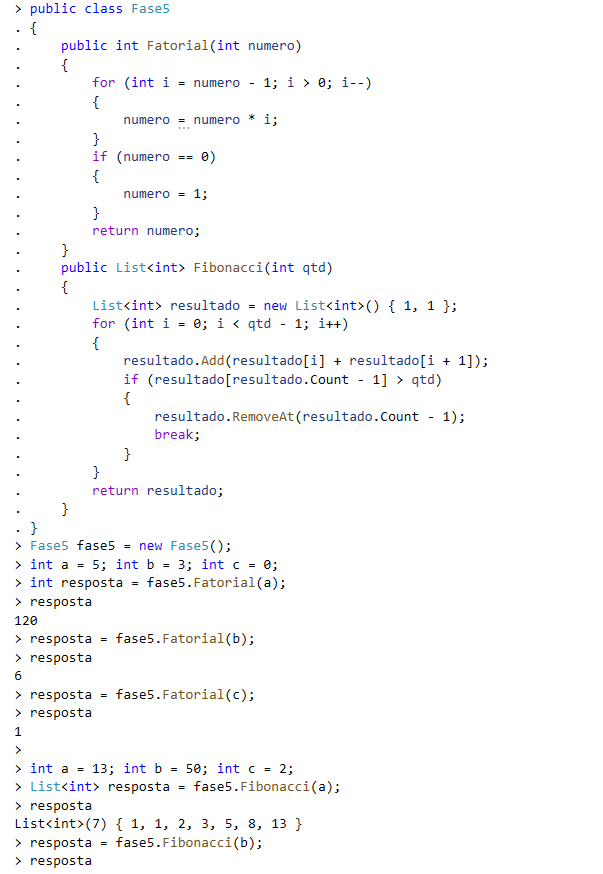 > public class Fase5
. {
.     public int Fatorial(int numero)
.     {
.         for (int i = numero - 1; i > 0; i--)
.         {
.             numero = numero * i;
.         }
.         if (numero == 0)
.         {
.             numero = 1;
.         }
.         return numero;
.     }
.     public List<int> Fibonacci(int qtd)
.     {
.         List<int> resultado = new List<int>() { 1, 1 };
.         for (int i = 0; i < qtd - 1; i++)
.         {
.             resultado.Add(resultado[i] + resultado[i + 1]);
.             if (resultado[resultado.Count - 1] > qtd)
.             {
.                 resultado.RemoveAt(resultado.Count - 1);
.                 break;
.             }
.         }
.         return resultado;
.     }
. }
> Fase5 fase5 = new Fase5();
> int a = 5; int b = 3; int c = 0;
> int resposta = fase5.Fatorial(a);
> resposta
120
> resposta = fase5.Fatorial(b);
> resposta
6
> resposta = fase5.Fatorial(c);
> resposta
1
>
> int a = 13; int b = 50; int c = 2;
> List<int> resposta = fase5.Fibonacci(a);
> resposta
List<int>(7) { 1, 1, 2, 3, 5, 8, 13 }
> resposta = fase5.Fibonacci(b);
> resposta